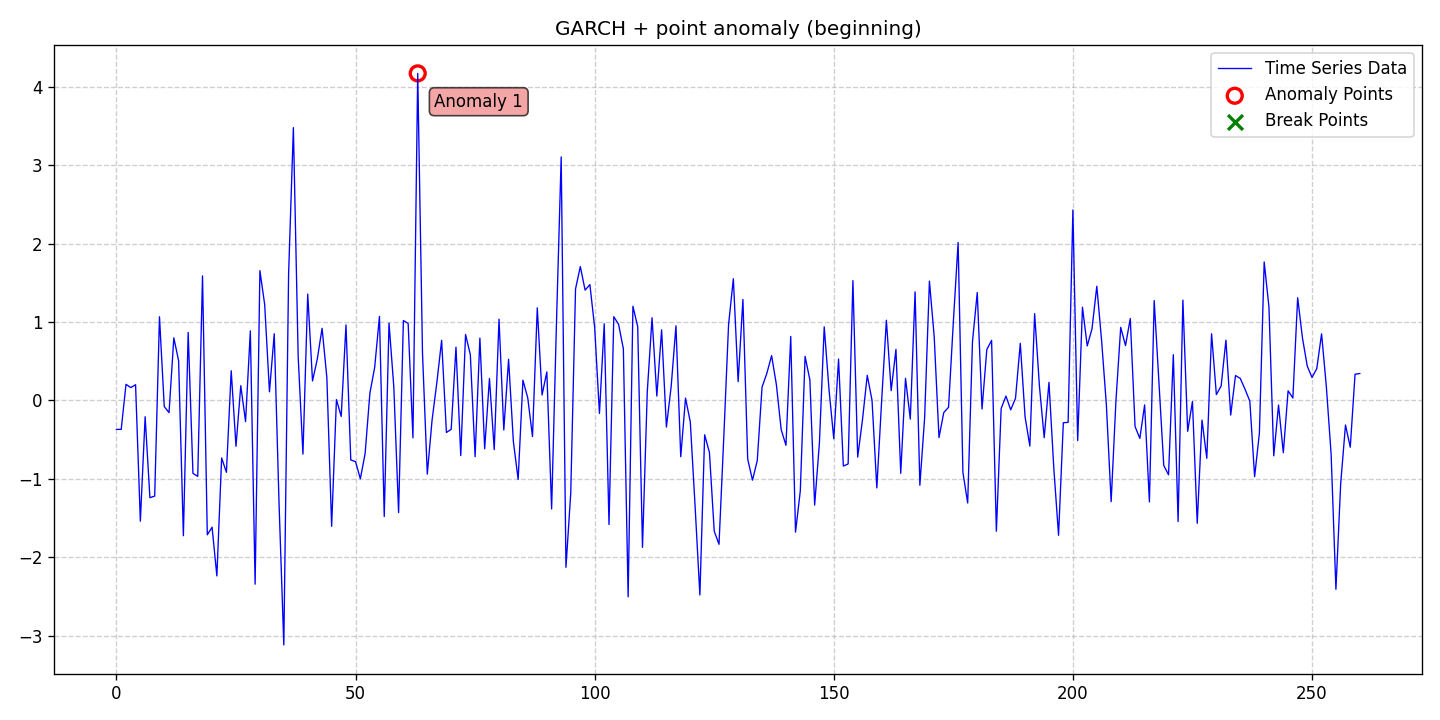 GARCH + point anomaly (beginning)
Time Series Data
Anomaly Points
Break Points
Anomaly 1
4
3
2
1
0
−1
−2
−3
0 50 100 150 200 250